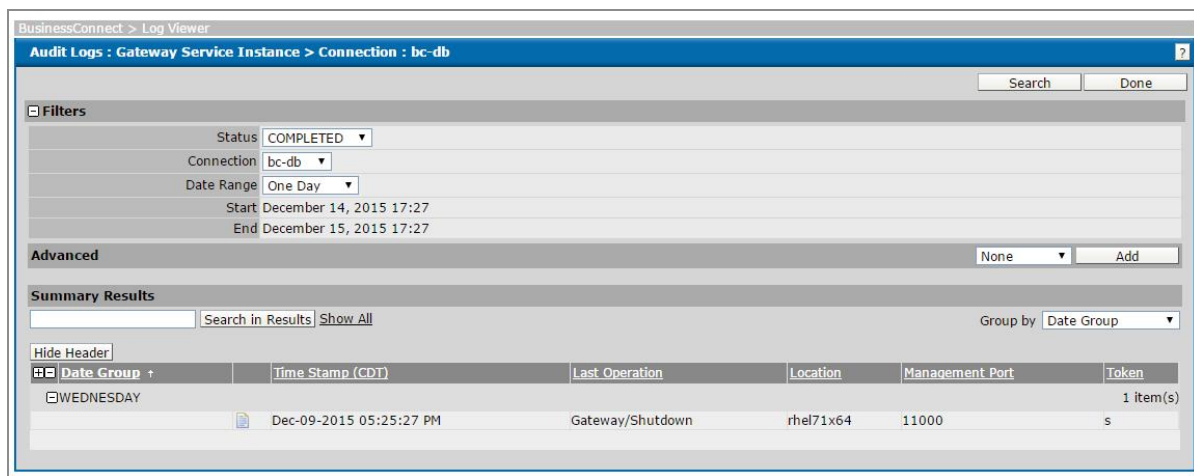 BusinessConnect > Log Viewer
Audit Logs : Gateway Service Instance > Connection : bc-db ?
Search Done
Filters
Status COMPLETED
Connection bc-db
Date Range One Day
Start December 14, 2015 17:27
End December 15, 2015 17:27
Advanced None Add
Summary Results
Search in Results Show All Group by Date Group
Hide Header
Date Group Time Stamp (CDT) Last Operation Location Management Port Token
WEDNESDAY 1 item(s)
Dec-09-2015 05:25:27 PM Gateway/Shutdown rhel71x64 11000 s